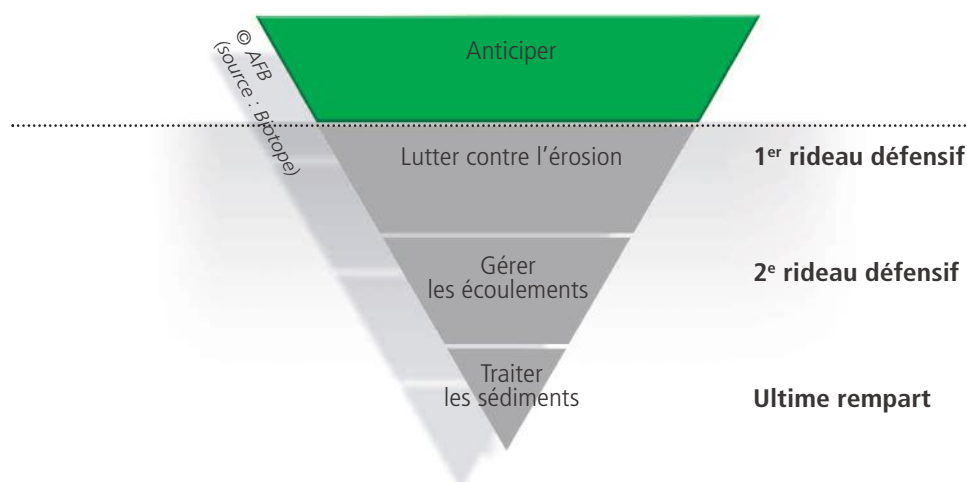 Anticiper
© AFB
(source : Biotope)
Lutter contre l’érosion
1er rideau défensif
Gérer
les écoulements
2e rideau défensif
Traiter
les sédiments
Ultime rempart